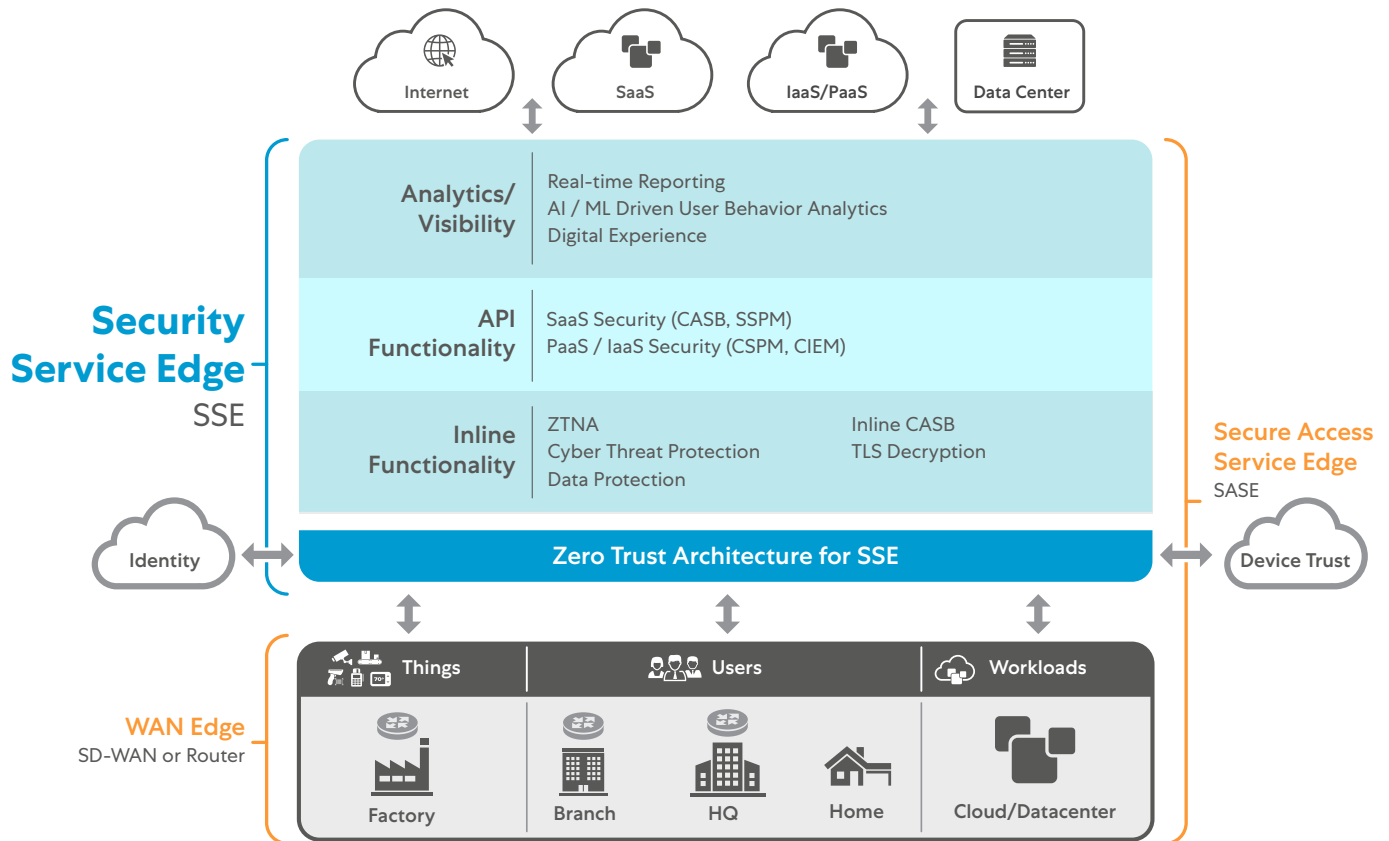 Internet
SaaS
IaaS/PaaS
Data Center
Analytics/
Visibility
Real-time Reporting
AI / ML Driven User Behavior Analytics
Digital Experience
Security
Service Edge
SSE
API
Functionality
SaaS Security (CASB, SSPM)
PaaS / IaaS Security (CSPM, CIEM)
Inline
Functionality
ZTNA
Cyber Threat Protection
Data Protection
Inline CASB
TLS Decryption
Secure Access
Service Edge
SASE
Identity
Zero Trust Architecture for SSE
Device Trust
Things
70°
Users
Workloads
WAN Edge
SD-WAN or Router
Factory
Branch
HQ
Home
Cloud/Datacenter